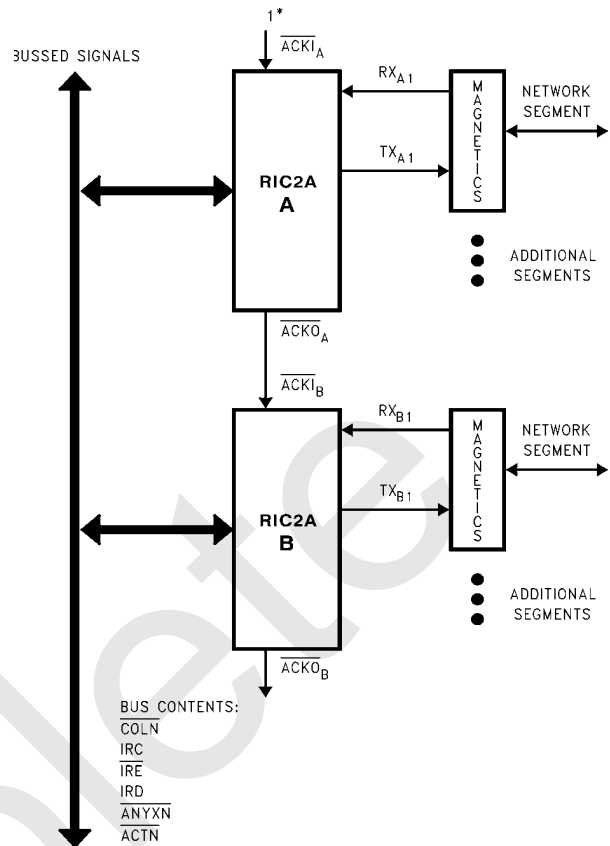 1*
ACKI_A
BUSSED SIGNALS
RX_A1
MAGNETICS
NETWORK
SEGMENT
TX_A1
RIC2A
A
ADDITIONAL
SEGMENTS
ACKO_A
ACKI_B
RX_B1
MAGNETICS
NETWORK
SEGMENT
TX_B1
RIC2A
B
ADDITIONAL
SEGMENTS
ACKO_B
BUS CONTENTS:
COLN
IRC
IRE
IRD
ANYXN
ACTN
lete